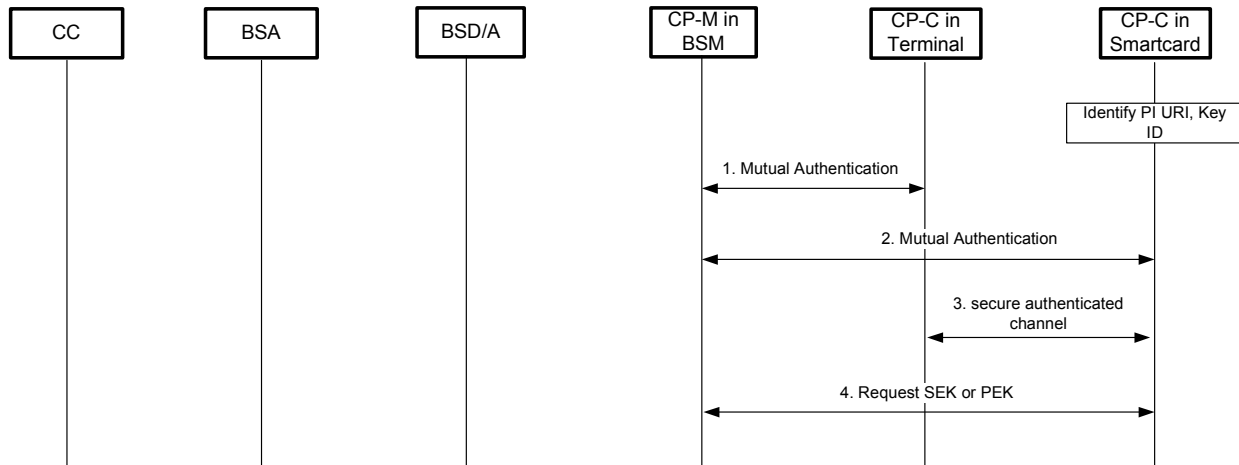 CC
BSA
BSD/A
CP-M in
BSM
CP-C in
Terminal
CP-C in
Smartcard
Identify PI URI, Key
ID
1. Mutual Authentication
2. Mutual Authentication
3. secure authenticated
channel
4. Request SEK or PEK